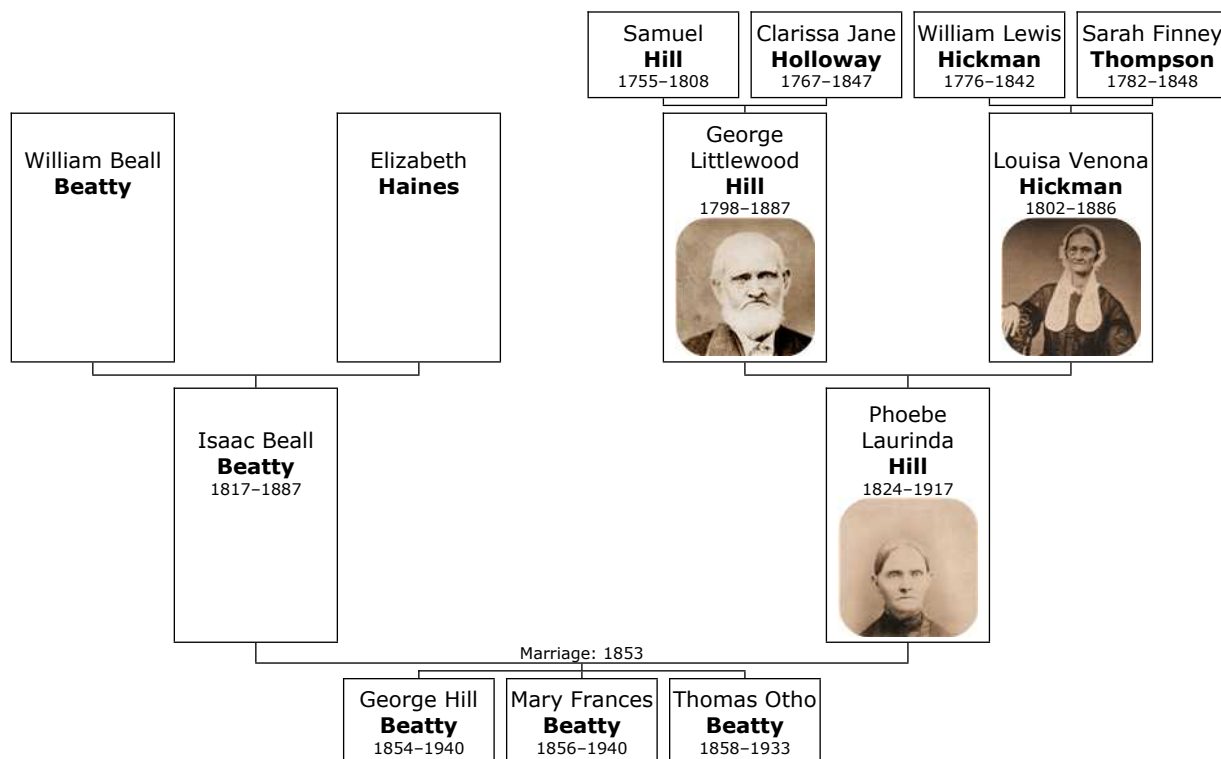 Samuel
Hill
1755–1808
Clarissa Jane
Holloway
1767–1847
William Lewis
Hickman
1776–1842
Sarah Finney
Thompson
1782–1848
William Beall
Beatty
Elizabeth
Haines
George
Littlewood
Hill
1798–1887
Louisa Venona
Hickman
1802–1886
Isaac Beall
Beatty
1817–1887
Phoebe
Laurinda
Hill
1824–1917
Marriage: 1853
George Hill
Beatty
1854–1940
Mary Frances
Beatty
1856–1940
Thomas Otho
Beatty
1858–1933